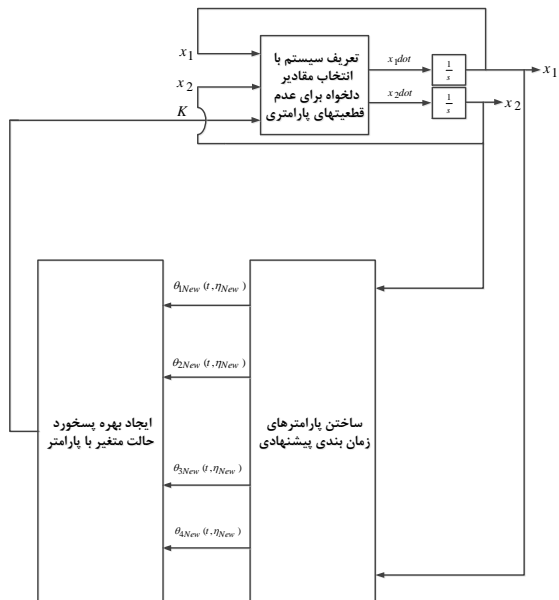 x1
x2
K
تعریف سیستم با
انتخاب مقادیر
دلخواه برای عدم
قطعیتهای پارامتری
x1dot
x2dot
1/s
1/s
x1
x2
θ1New (t,ηNew)
θ2New (t,ηNew)
θ3New (t,ηNew)
θ4New (t,ηNew)
ساختن پارامترهای
زمان بندی پیشنهادی
ایجاد بهره پسخورد
حالت متغیر با پارامتر